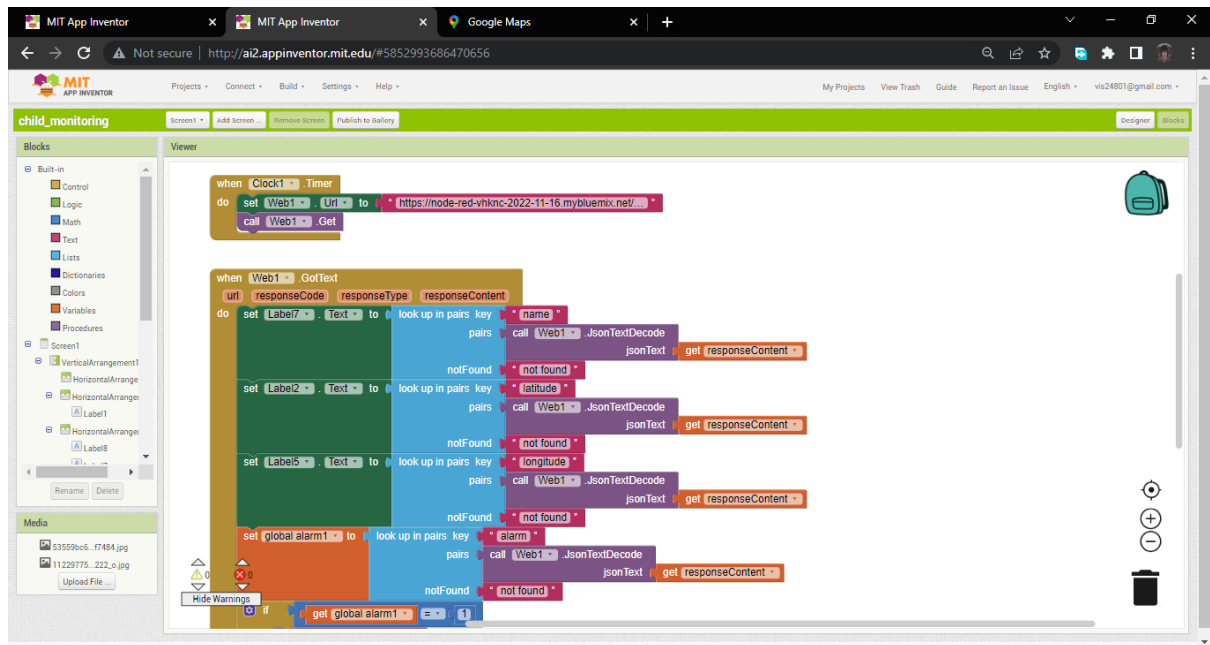 MIT App Inventor
MIT App Inventor
Google Maps
Not secure | http://ai2.appinventor.mit.edu/#5852993686470656
MIT
APP INVENTOR
Projects Connect Build Settings Help
My Projects View Trash Guide Report an Issue English vis24801@gmail.com
child_monitoring
Screen1 Add Screen ... Remove Screen Publish to Gallery
Designer Blocks
Blocks
Viewer
Built-in
Control
Logic
Math
Text
Lists
Dictionaries
Colors
Variables
Procedures
Screen1
VerticalArrangement1
HorizontalArrange
HorizontalArranger
Label1
HorizontalArranger
Label8
Rename Delete
Media
53559bc6...f7484.jpg
11229775...222_o.jpg
Upload File ...
when Clock1 .Timer
do set Web1 . Url to " https://node-red-vhknc-2022-11-16.mybluemix.net/... "
call Web1 .Get
when Web1 .GotText
url responseCode responseType responseContent
do set Label7 . Text to look up in pairs key " name "
pairs call Web1 .JsonTextDecode
jsonText get responseContent
notFound " not found "
set Label2 . Text to look up in pairs key " latitude "
pairs call Web1 .JsonTextDecode
jsonText get responseContent
notFound " not found "
set Label5 . Text to look up in pairs key " longitude "
pairs call Web1 .JsonTextDecode
jsonText get responseContent
notFound " not found "
set global alarm1 to look up in pairs key " alarm "
pairs call Web1 .JsonTextDecode
jsonText get responseContent
notFound " not found "
0 0
Hide Warnings
if get global alarm1 = 1